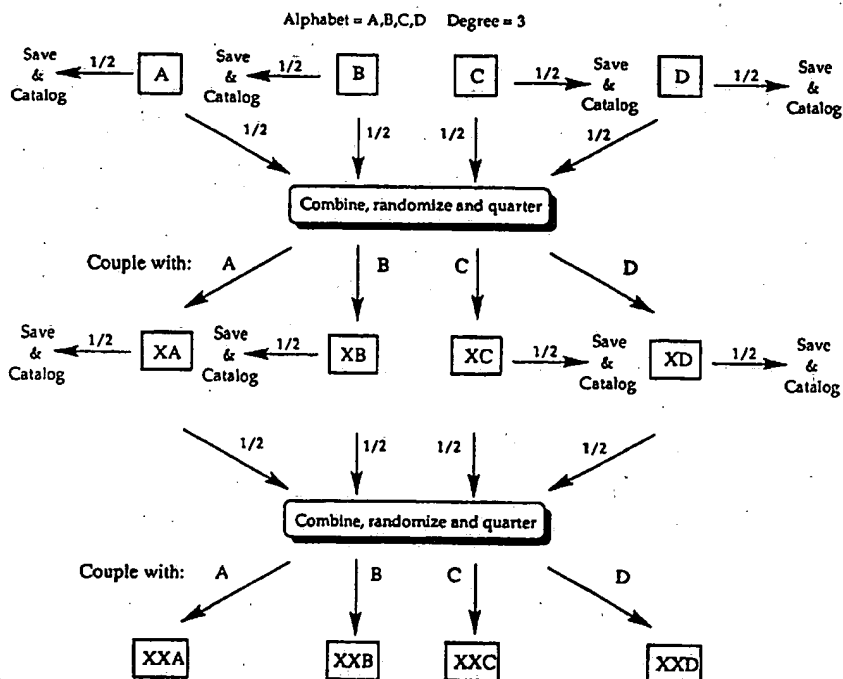 Alphabet = A,B,C,D Degree = 3
Save
&
Catalog
1/2
A
Save
&
Catalog
1/2
B
C
1/2
Save
&
Catalog
D
1/2
Save
&
Catalog
1/2
1/2
1/2
1/2
Combine, randomize and quarter
Couple with: A
B
C
D
Save
&
Catalog
1/2
XA
Save
&
Catalog
1/2
XB
XC
1/2
Save
&
Catalog
XD
1/2
Save
&
Catalog
1/2
1/2
1/2
1/2
Combine, randomize and quarter
Couple with: A
B
C
D
XXA
XXB
XXC
XXD